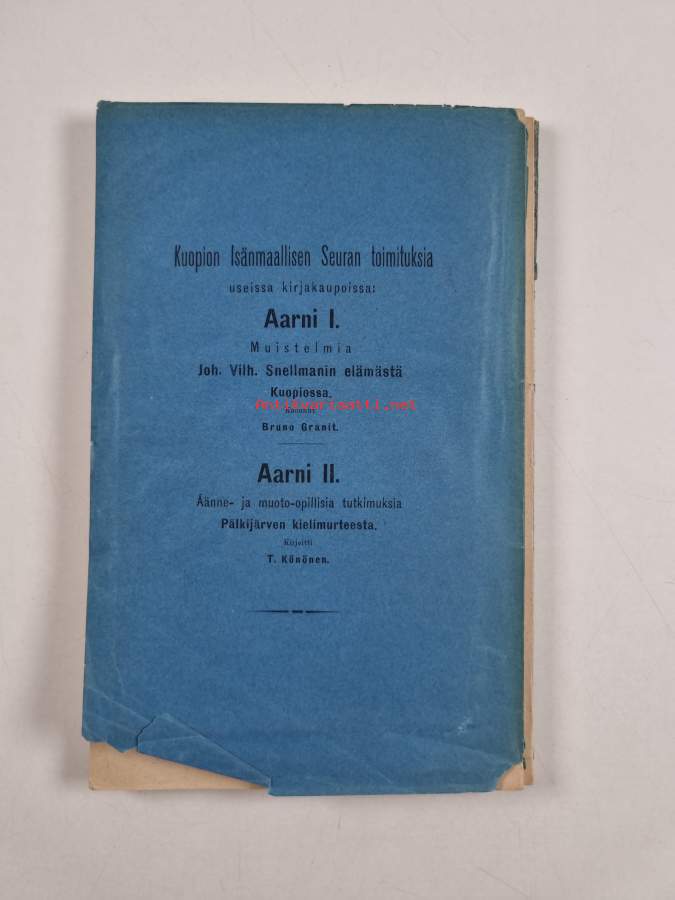 Kuopion Isänmaallisen Seuran toimituksia
useissa kirjakaupoissa:
Aarni I.
Muistelmia
Joh. Vilh. Snellmanin elämästä
Kuopiossa.
Antikvariaatti.net
Bruno Granit.
Aarni II.
Äänne- ja muoto-opillisia tutkimuksia
Pälkijärven kielimurteesta.
Kirjoitti
T. Könönen.